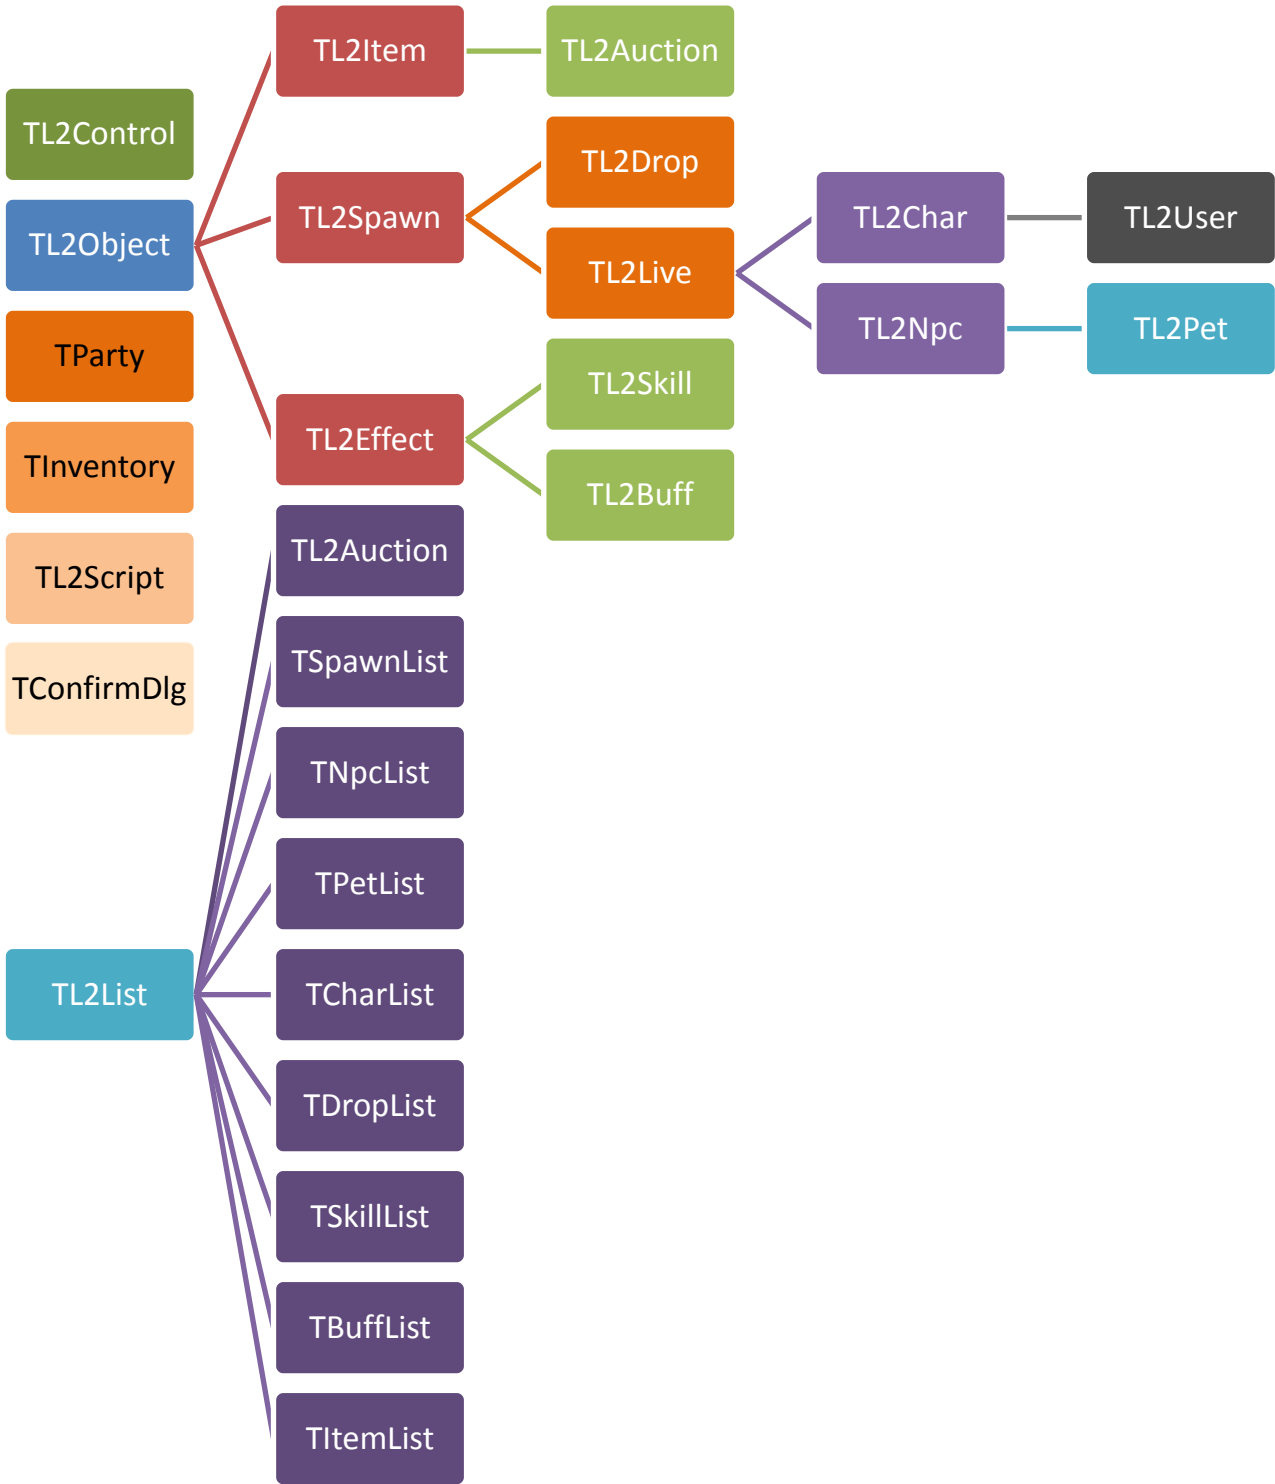 TL2Item
TL2Auction
TL2Control
TL2Drop
TL2Object
TL2Spawn
TL2Char
TL2User
TL2Live
TParty
TL2Npc
TL2Pet
TL2Skill
TInventory
TL2Effect
TL2Buff
TL2Script
TL2Auction
TConfirmDlg
TSpawnList
TNpcList
TPetList
TL2List
TCharList
TDropList
TSkillList
TBuffList
TItemList